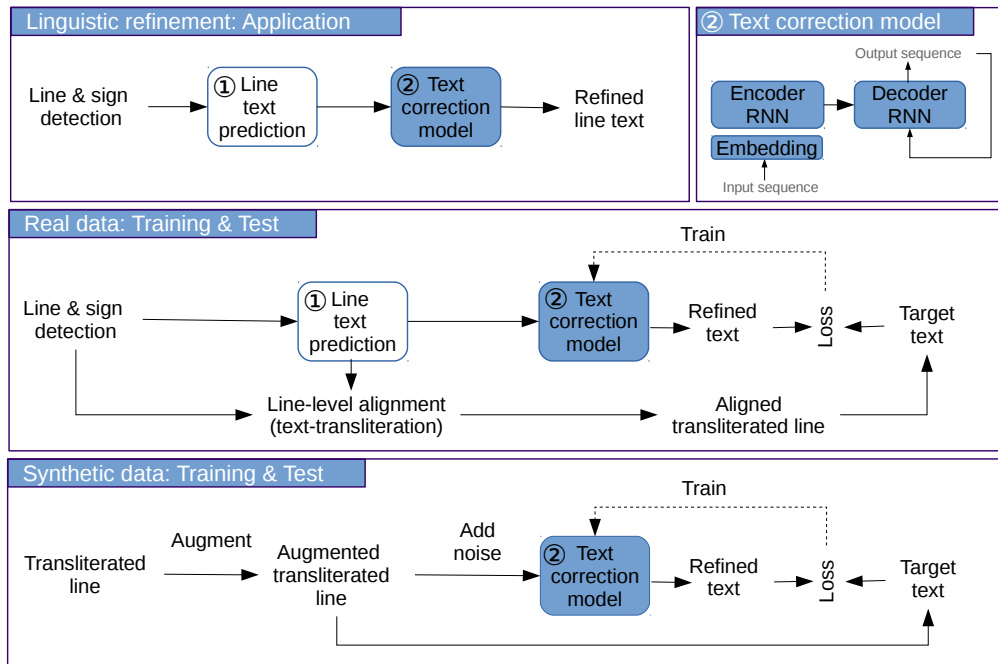 Linguistic refinement: Application
Line & sign
detection
① Line
text
prediction
② Text
correction
model
Refined
line text
② Text correction model
Output sequence
Encoder
RNN
Decoder
RNN
Embedding
Input sequence
Real data: Training & Test
Train
Line & sign
detection
① Line
text
prediction
② Text
correction
model
Refined
text
Loss
Target
text
Line-level alignment
(text-transliteration)
Aligned
transliterated line
Synthetic data: Training & Test
Train
Transliterated
line
Augment
Augmented
transliterated
line
Add
noise
② Text
correction
model
Refined
text
Loss
Target
text